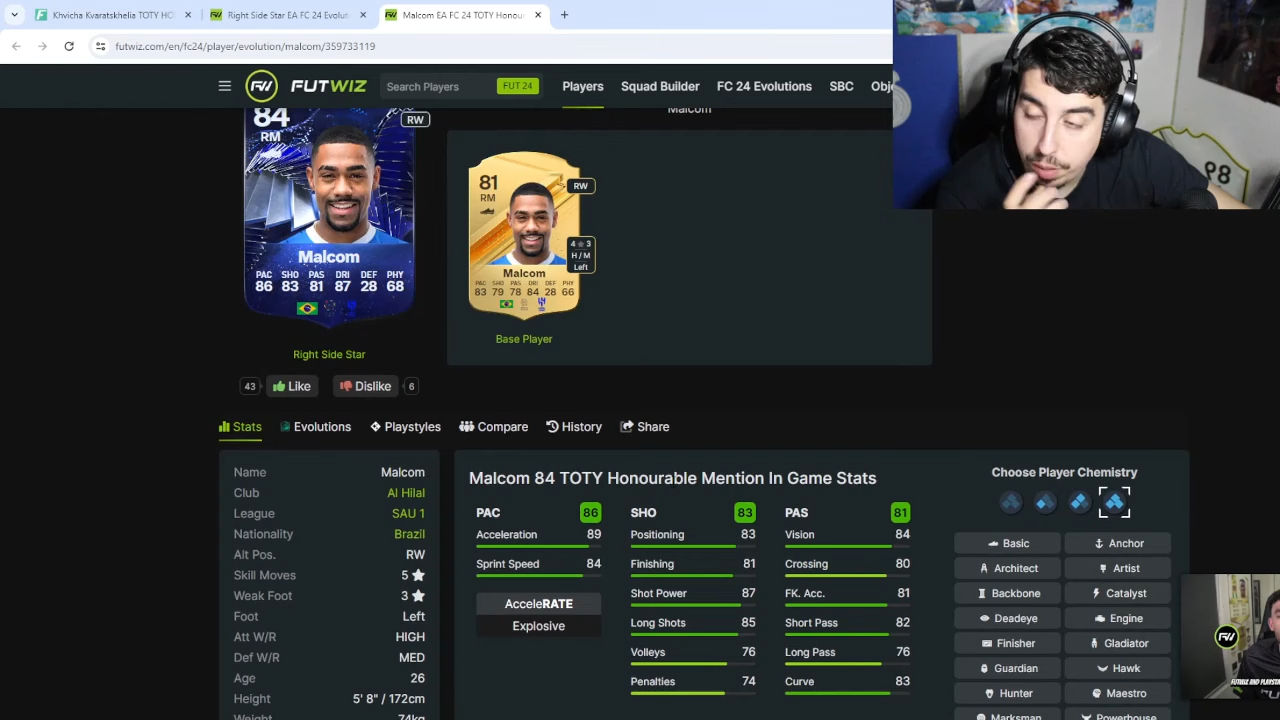 Khvicha Kvaratskhelia TOTY HO
Right Side Star EA FC 24 Evolut
Malcom EA FC 24 TOTY Honour
futwiz.com/en/fc24/player-evolution/malcom/359733119
FUTWIZ
Search Players
FUT 24
Players
Squad Builder
FC 24 Evolutions
SBC
Obje
84
RM
RW
Malcom
PAC SHO PAS DRI DEF PHY
86 83 81 87 28 68
Right Side Star
43
Like
Dislike
6
Malcom
81
RM
RW
4 ★ 3
H / M
Left
Malcom
PAC SHO PAS DRI DEF PHY
83 79 78 84 28 66
Base Player
98
Stats
Evolutions
Playstyles
Compare
History
Share
Name Malcom
Club Al Hilal
League SAU 1
Nationality Brazil
Alt Pos. RW
Skill Moves 5 ★
Weak Foot 3 ★
Foot Left
Att W/R HIGH
Def W/R MED
Age 26
Height 5' 8" / 172cm
Weight 74kg
Malcom 84 TOTY Honourable Mention In Game Stats
PAC 86
Acceleration 89
Sprint Speed 84
AcceleRATE
Explosive
SHO 83
Positioning 83
Finishing 81
Shot Power 87
Long Shots 85
Volleys 76
Penalties 74
PAS 81
Vision 84
Crossing 80
FK. Acc. 81
Short Pass 82
Long Pass 76
Curve 83
Choose Player Chemistry
Basic
Anchor
Architect
Artist
Backbone
Catalyst
Deadeye
Engine
Finisher
Gladiator
Guardian
Hawk
Hunter
Maestro
Marksman
Powerhouse
FUTWIZ AND PLAYSTA